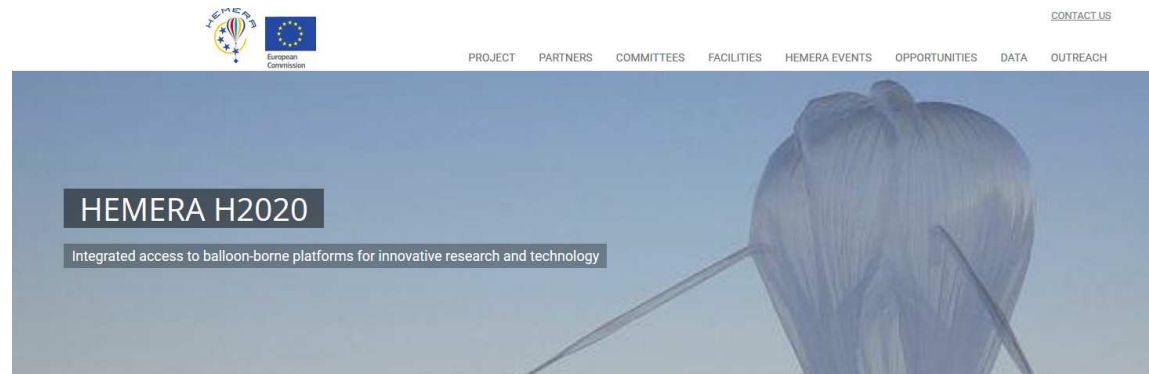 HEMERA
European
Commission
CONTACT US
PROJECT PARTNERS COMMITTEES FACILITIES HEMERA EVENTS OPPORTUNITIES DATA OUTREACH
HEMERA H2020
Integrated access to balloon-borne platforms for innovative research and technology